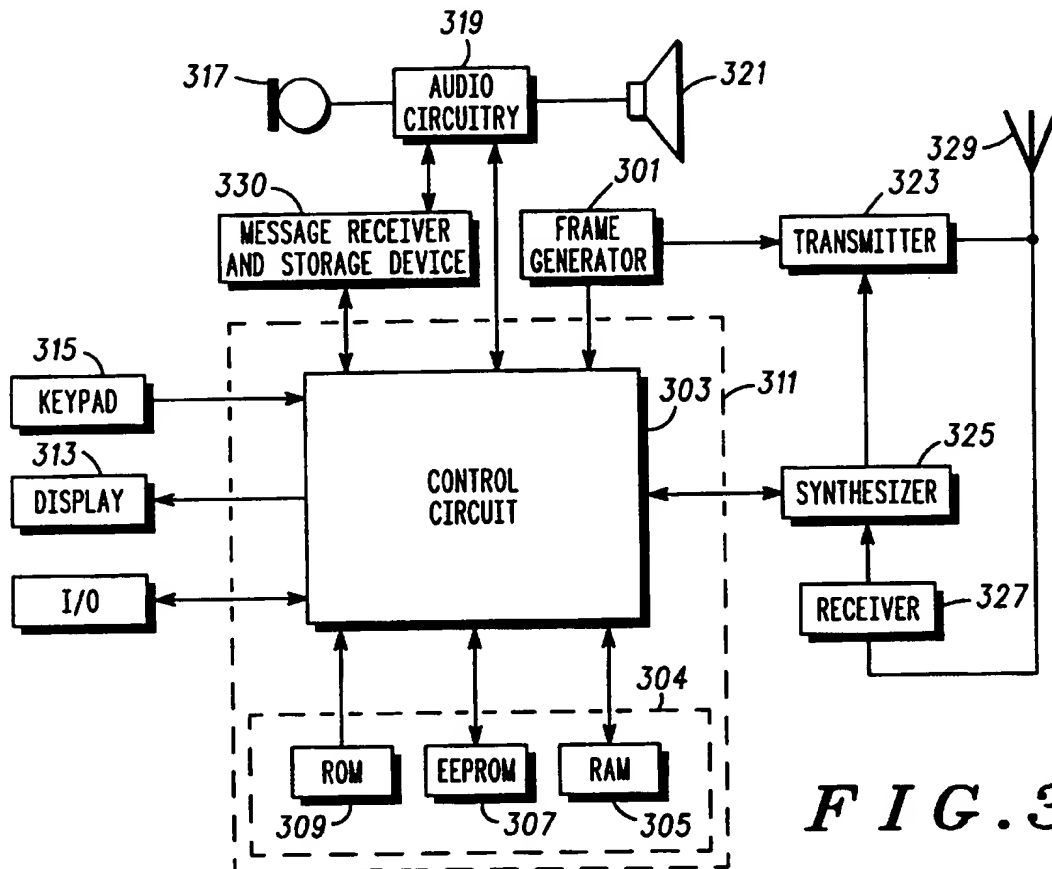 319
317
AUDIO
CIRCUITRY
321
329
330
301
323
MESSAGE RECEIVER
AND STORAGE DEVICE
FRAME
GENERATOR
TRANSMITTER
315
KEYPAD
303
311
313
DISPLAY
CONTROL
CIRCUIT
325
SYNTHESIZER
I/O
RECEIVER
327
304
ROM
EEPROM
RAM
309
307
305
FIG.3